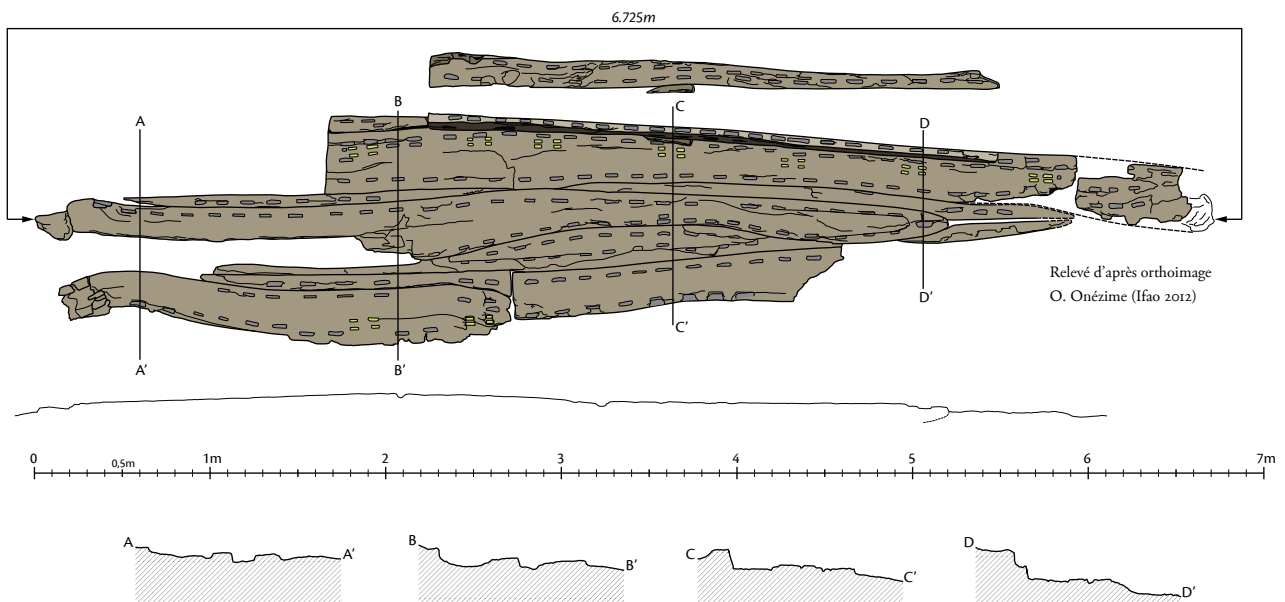 6.725m
A
B
C
D
A'
B'
C'
D'
Relevé d'après orthoimage
O. Onézime (Ifao 2012)
0
0,5m
1m
2
3
4
5
6
7m
A
A'
B
B'
C
C'
D
D'